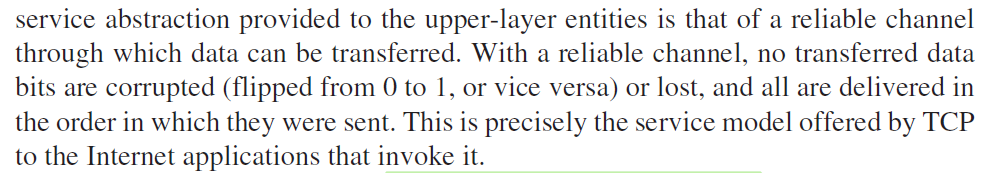 service abstraction provided to the upper-layer entities is that of a reliable channel
through which data can be transferred. With a reliable channel, no transferred data
bits are corrupted (flipped from 0 to 1, or vice versa) or lost, and all are delivered in
the order in which they were sent. This is precisely the service model offered by TCP
to the Internet applications that invoke it.